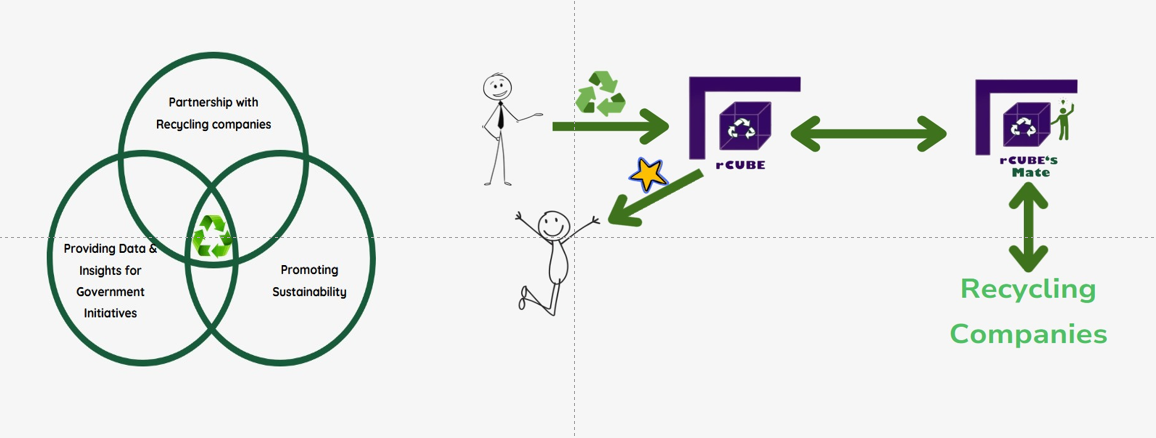 Partnership with
Recycling companies
Providing Data &
Insights for
Government
Initiatives
Promoting
Sustainability
rCUBE
rCUBE's
Mate
Recycling
Companies